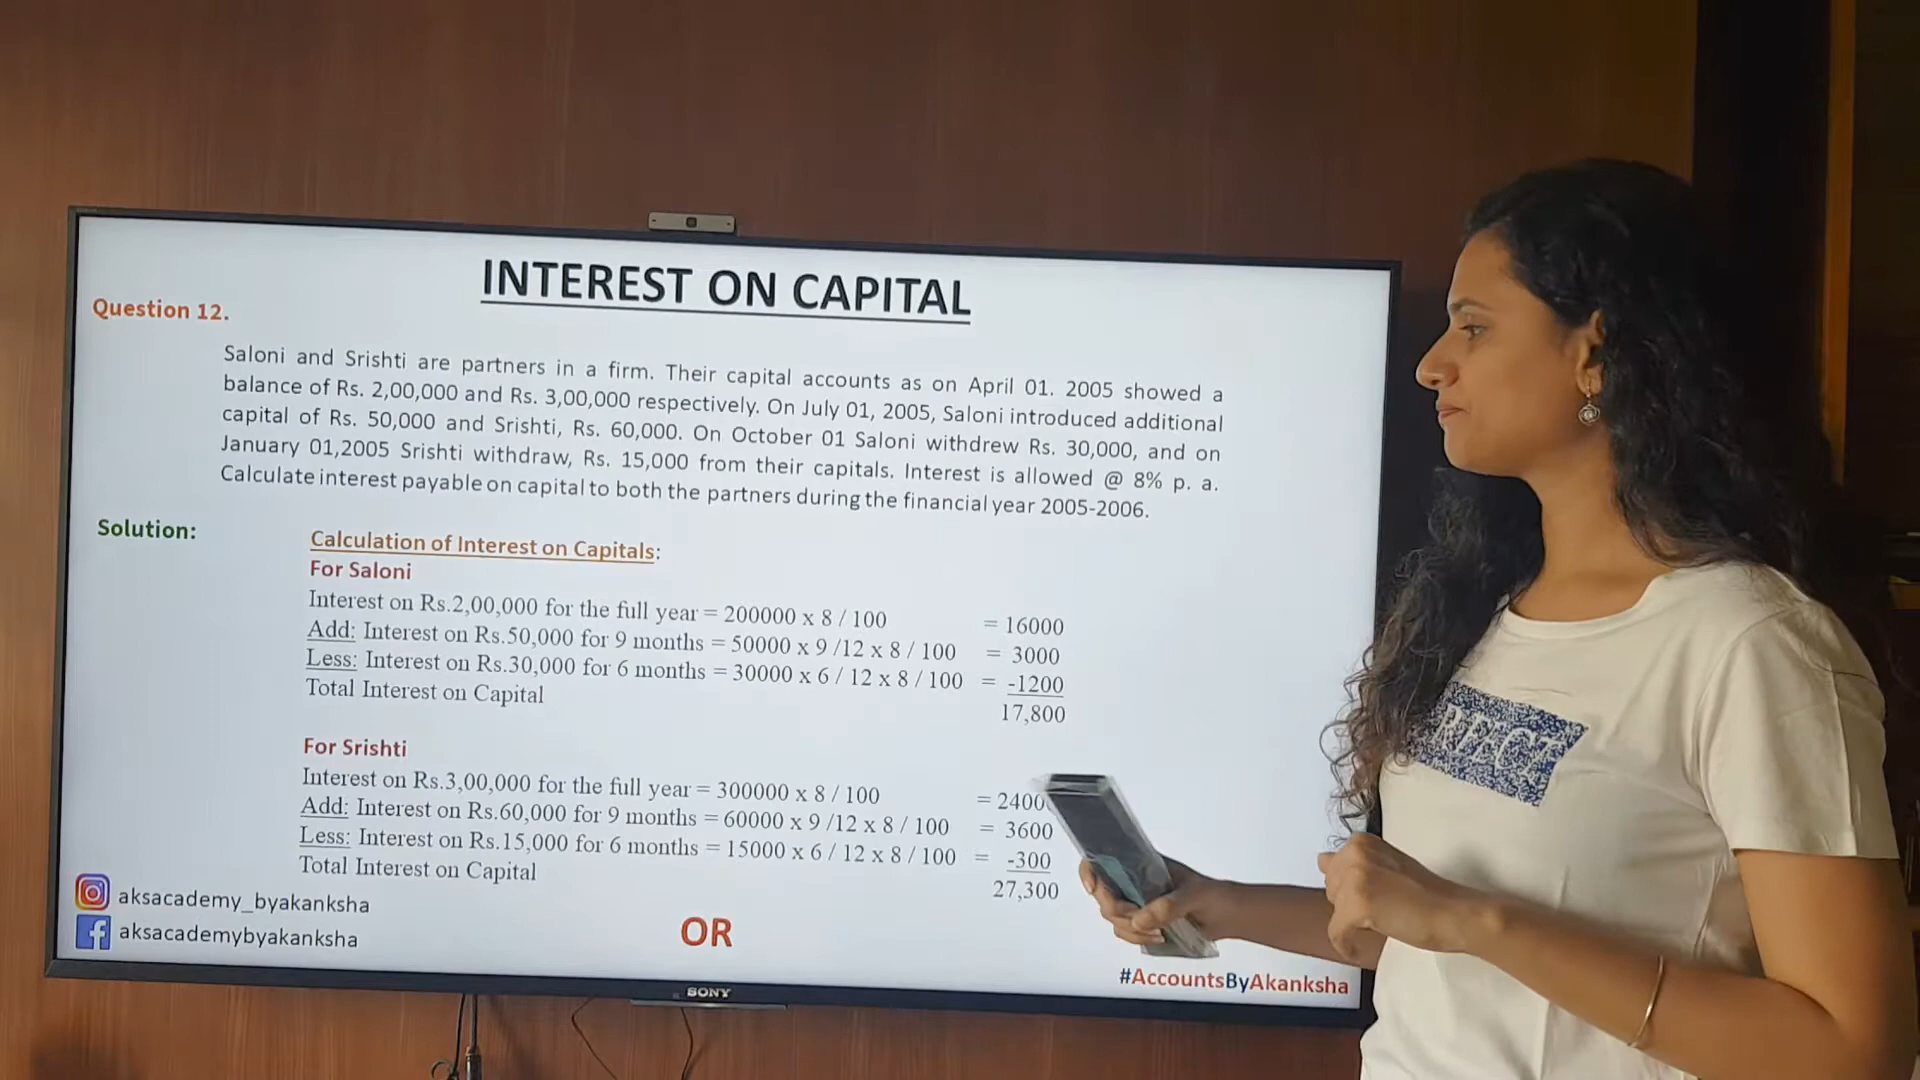 INTEREST ON CAPITAL
Question 12.
Saloni and Srishti are partners in a firm. Their capital accounts as on April 01. 2005 showed a
balance of Rs. 2,00,000 and Rs. 3,00,000 respectively. On July 01, 2005, Saloni introduced additional
capital of Rs. 50,000 and Srishti, Rs. 60,000. On October 01 Saloni withdrew Rs. 30,000, and on
January 01,2005 Srishti withdraw, Rs. 15,000 from their capitals. Interest is allowed @ 8% p. a.
Calculate interest payable on capital to both the partners during the financial year 2005-2006.
Solution:
Calculation of Interest on Capitals:
For Saloni
Interest on Rs.2,00,000 for the full year = 200000 x 8 / 100 = 16000
Add: Interest on Rs.50,000 for 9 months = 50000 x 9 /12 x 8 / 100 = 3000
Less: Interest on Rs.30,000 for 6 months = 30000 x 6 / 12 x 8 / 100 = -1200
Total Interest on Capital 17,800
For Srishti
Interest on Rs.3,00,000 for the full year = 300000 x 8 / 100 = 2400
Add: Interest on Rs.60,000 for 9 months = 60000 x 9 /12 x 8 / 100 = 3600
Less: Interest on Rs.15,000 for 6 months = 15000 x 6 / 12 x 8 / 100 = -300
Total Interest on Capital 27,300
aksacademy_byakanksha
aksacademybyakanksha
OR
#AccountsByAkanksha
SONY